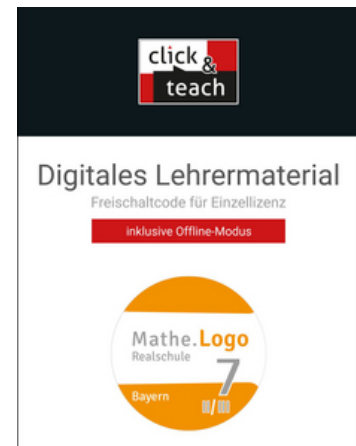 click &
teach
Digitales Lehrermaterial
Freischaltcode für Einzellizenz
inklusive Offline-Modus
Mathe.Logo
Realschule
7
Bayern
II/III